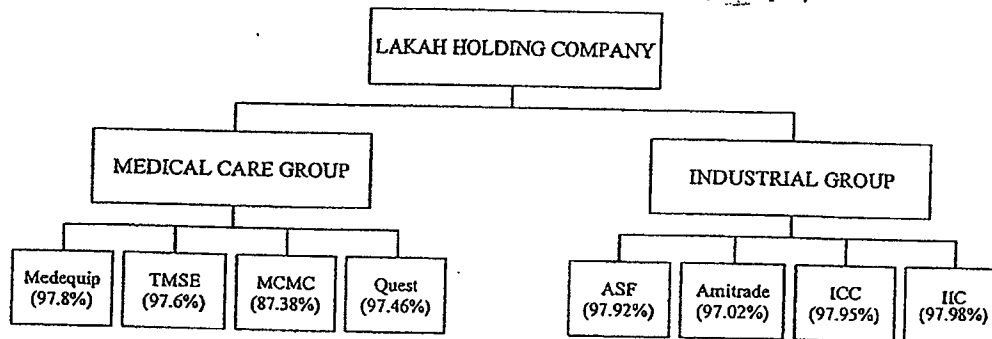 LAKAH HOLDING COMPANY
MEDICAL CARE GROUP
INDUSTRIAL GROUP
Medequip
(97.8%)
TMSE
(97.6%)
MCMC
(87.38%)
Quest
(97.46%)
ASF
(97.92%)
Amitrade
(97.02%)
ICC
(97.95%)
IIC
(97.98%)